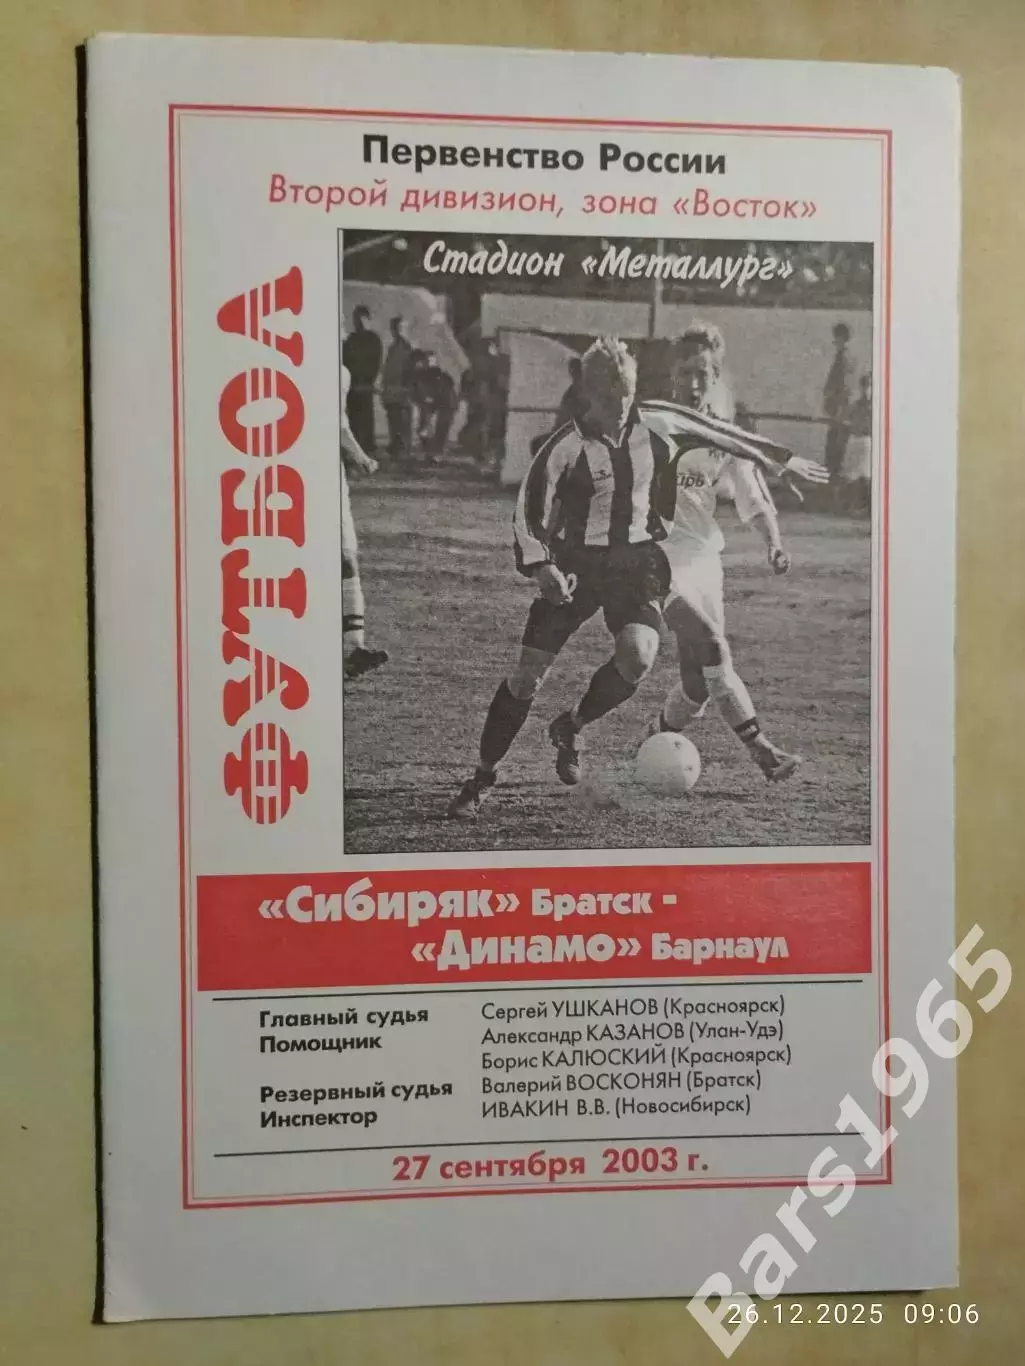 Первенство России
Второй дивизион, зона «Восток»
Стадион «Металлург»
ФУТБОЛ
«Сибиряк» Братск -
«Динамо» Барнаул
Главный судья Сергей УШКАНОВ (Красноярск)
Помощник Александр КАЗАНОВ (Улан-Удэ)
Борис КАЛЮСКИЙ (Красноярск)
Резервный судья Валерий ВОСКОНЯН (Братск)
Инспектор ИВАКИН В.В. (Новосибирск)
27 сентября 2003 г.
Bars1965
26.12.2025 09:06